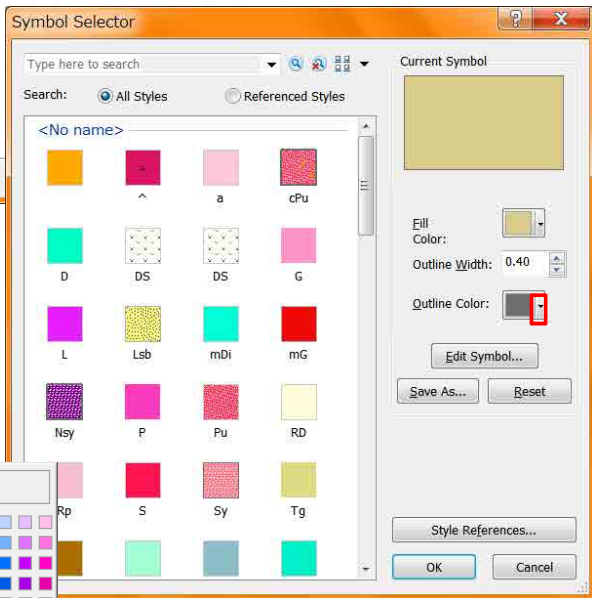 Symbol Selector
Type here to search
Search: All Styles Referenced Styles
<No name>
^ a cPu
D DS DS G
L Lsb mDi mG
Nsy P Pu RD
Rp S Sy Tg
Current Symbol
Fill
Color:
Outline Width: 0.40
Outline Color:
Edit Symbol...
Save As... Reset
Style References...
OK Cancel